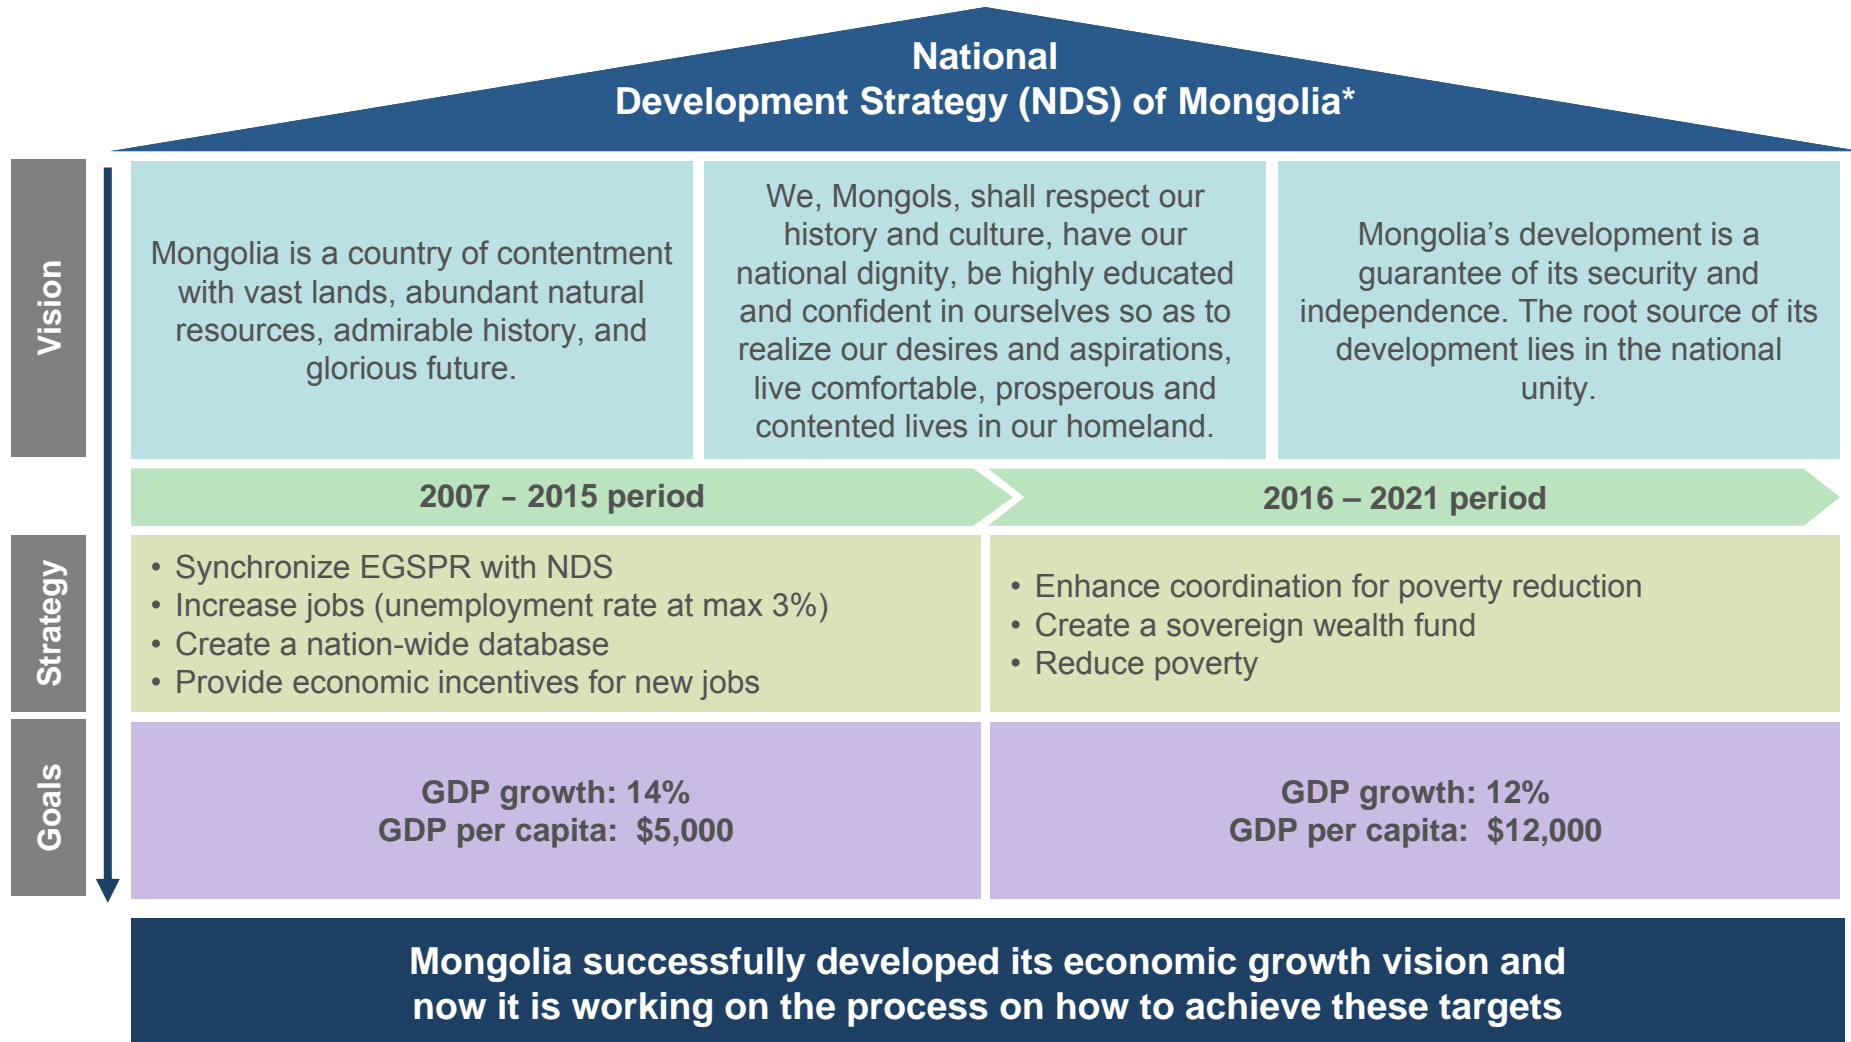 National
Development Strategy (NDS) of Mongolia*
Vision
Mongolia is a country of contentment
with vast lands, abundant natural
resources, admirable history, and
glorious future.
We, Mongols, shall respect our
history and culture, have our
national dignity, be highly educated
and confident in ourselves so as to
realize our desires and aspirations,
live comfortable, prosperous and
contented lives in our homeland.
Mongolia’s development is a
guarantee of its security and
independence. The root source of its
development lies in the national
unity.
2007 – 2015 period
2016 – 2021 period
Strategy
• Synchronize EGSPR with NDS
• Increase jobs (unemployment rate at max 3%)
• Create a nation-wide database
• Provide economic incentives for new jobs
• Enhance coordination for poverty reduction
• Create a sovereign wealth fund
• Reduce poverty
Goals
GDP growth: 14%
GDP per capita: $5,000
GDP growth: 12%
GDP per capita: $12,000
Mongolia successfully developed its economic growth vision and
now it is working on the process on how to achieve these targets